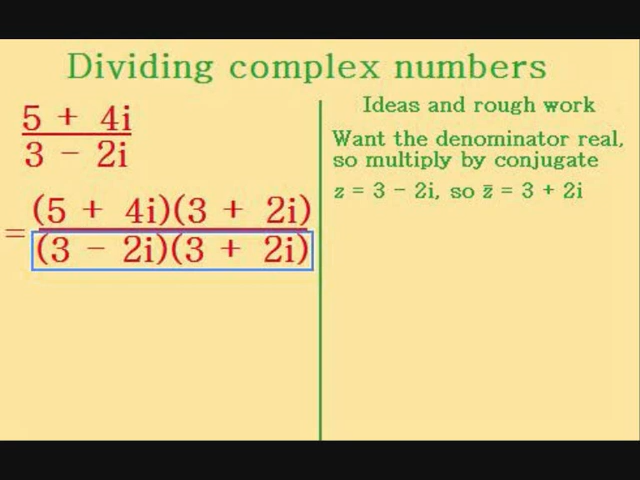 Dividing complex numbers
5 + 4i
3 - 2i
= (5 + 4i)(3 + 2i)
(3 - 2i)(3 + 2i)
Ideas and rough work
Want the denominator real,
so multiply by conjugate
z = 3 - 2i, so z̄ = 3 + 2i